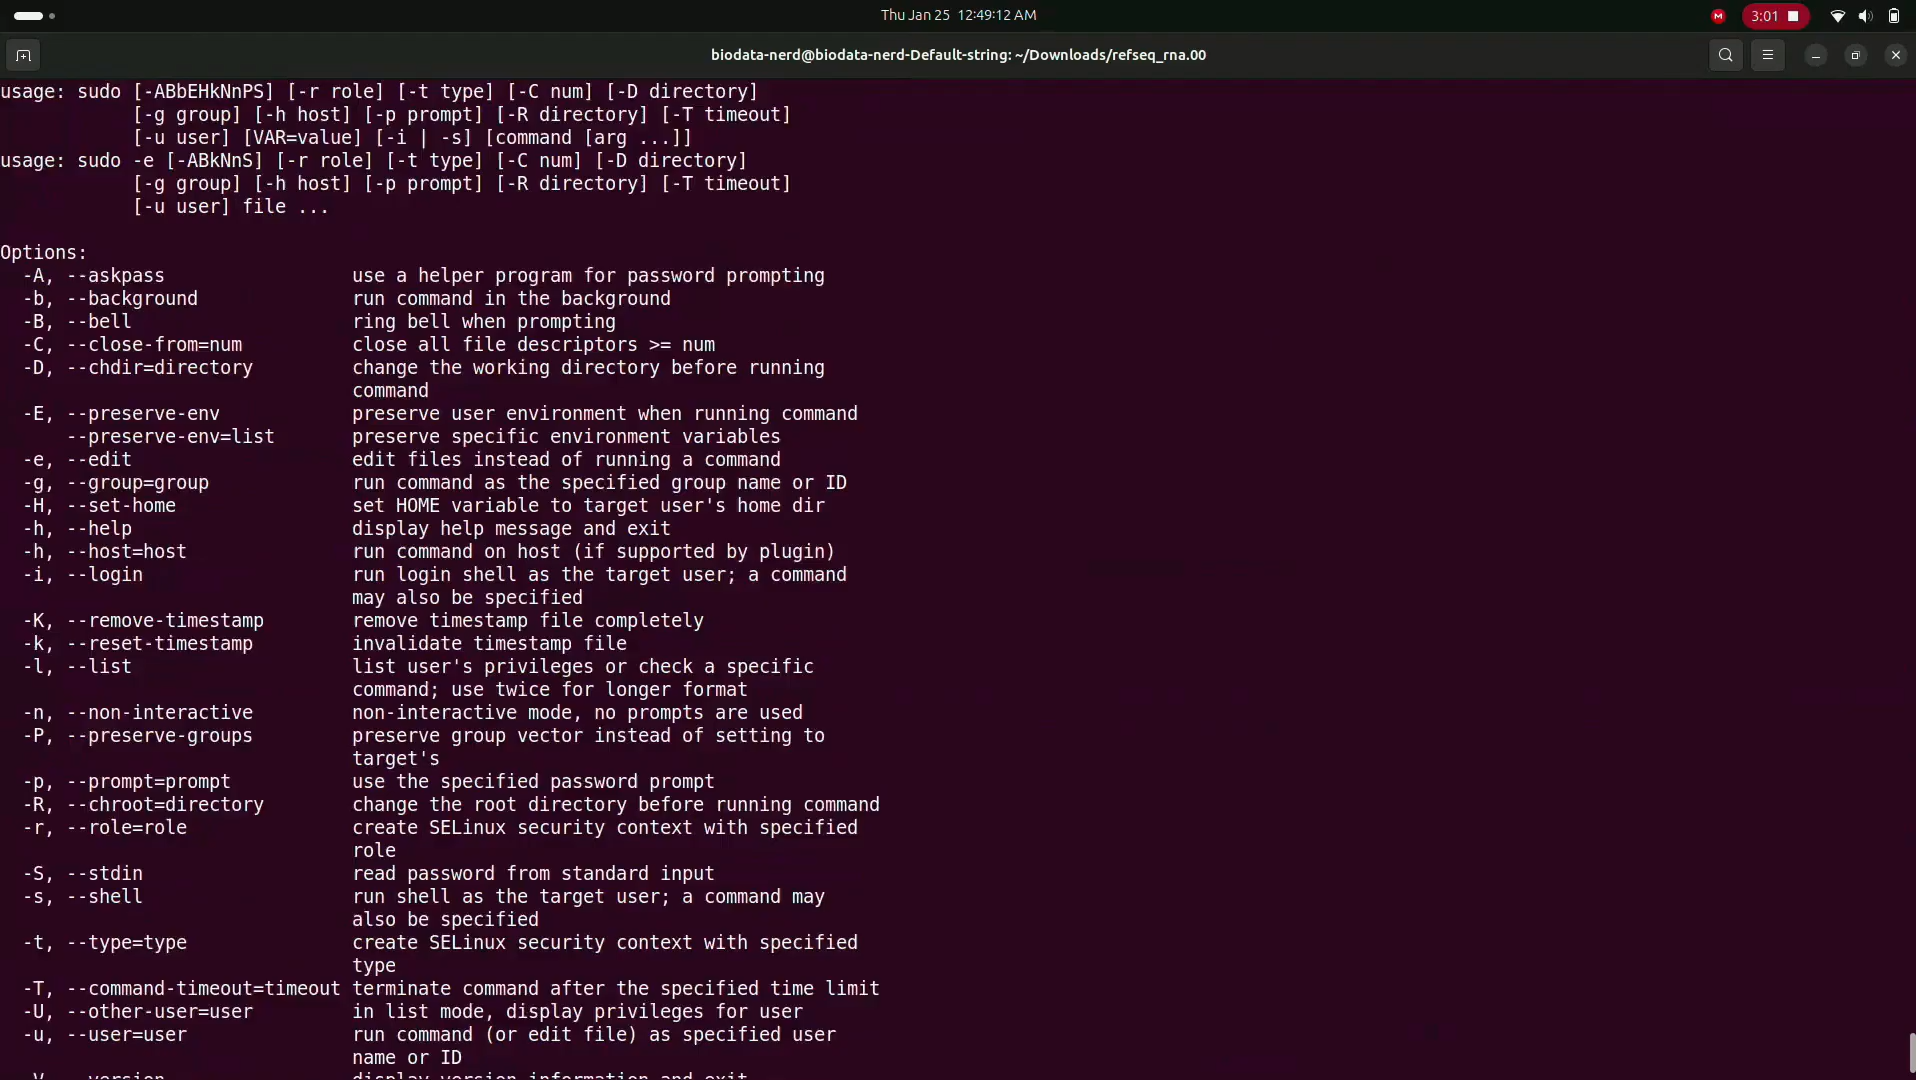 Thu Jan 25  12:49:12 AM
3:01
biodata-nerd@biodata-nerd-Default-string: ~/Downloads/refseq_rna.00
usage: sudo [-ABbEHkNnPS] [-r role] [-t type] [-C num] [-D directory]
            [-g group] [-h host] [-p prompt] [-R directory] [-T timeout]
            [-u user] [VAR=value] [-i | -s] [command [arg ...]]
usage: sudo -e [-ABkNnS] [-r role] [-t type] [-C num] [-D directory]
            [-g group] [-h host] [-p prompt] [-R directory] [-T timeout]
            [-u user] file ...
Options:
  -A, --askpass                 use a helper program for password prompting
  -b, --background              run command in the background
  -B, --bell                    ring bell when prompting
  -C, --close-from=num          close all file descriptors >= num
  -D, --chdir=directory         change the working directory before running
                                command
  -E, --preserve-env            preserve user environment when running command
      --preserve-env=list       preserve specific environment variables
  -e, --edit                    edit files instead of running a command
  -g, --group=group             run command as the specified group name or ID
  -H, --set-home                set HOME variable to target user's home dir
  -h, --help                    display help message and exit
  -h, --host=host               run command on host (if supported by plugin)
  -i, --login                   run login shell as the target user; a command
                                may also be specified
  -K, --remove-timestamp        remove timestamp file completely
  -k, --reset-timestamp         invalidate timestamp file
  -l, --list                    list user's privileges or check a specific
                                command; use twice for longer format
  -n, --non-interactive         non-interactive mode, no prompts are used
  -P, --preserve-groups         preserve group vector instead of setting to
                                target's
  -p, --prompt=prompt           use the specified password prompt
  -R, --chroot=directory        change the root directory before running command
  -r, --role=role               create SELinux security context with specified
                                role
  -S, --stdin                   read password from standard input
  -s, --shell                   run shell as the target user; a command may
                                also be specified
  -t, --type=type               create SELinux security context with specified
                                type
  -T, --command-timeout=timeout terminate command after the specified time limit
  -U, --other-user=user         in list mode, display privileges for user
  -u, --user=user               run command (or edit file) as specified user
                                name or ID
  -V, --version                 display version information and exit